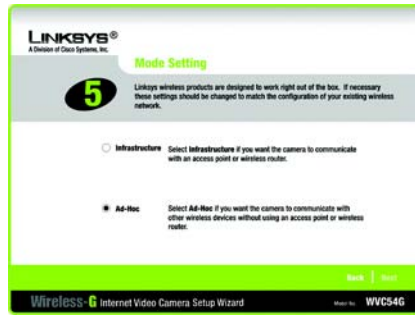 LINKSYS®
A Division of Cisco Systems, Inc.
Mode Setting
5
Linksys wireless products are designed to work right out of the box. If necessary
these settings should be changed to match the configuration of your existing wireless
network.
Infrastructure
Select Infrastructure if you want the camera to communicate
with an access point or wireless router.
Ad-Hoc
Select Ad-Hoc if you want the camera to communicate with
other wireless devices without using an access point or wireless
router.
Back | Next
Wireless-G Internet Video Camera Setup Wizard
Model No. WVC54G